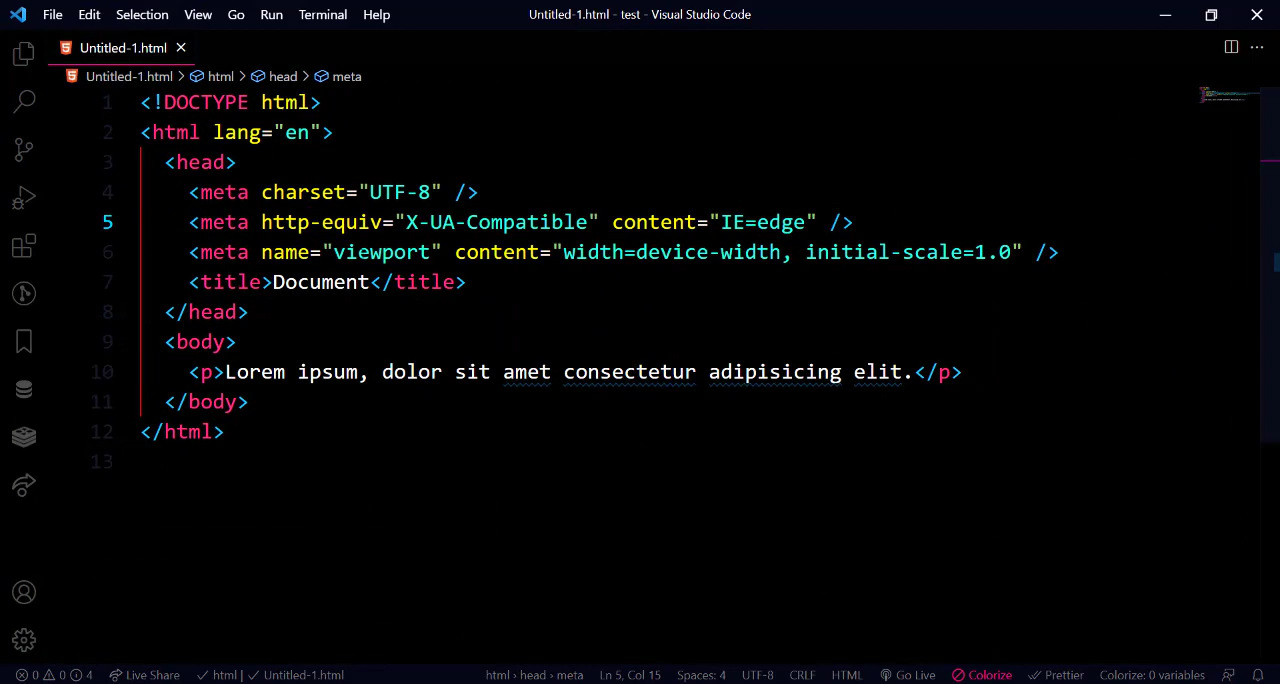 File Edit Selection View Go Run Terminal Help Untitled-1.html - test - Visual Studio Code
Untitled-1.html
Untitled-1.html > html > head > meta
1 <!DOCTYPE html>
2 <html lang="en">
3 <head>
4 <meta charset="UTF-8" />
5 <meta http-equiv="X-UA-Compatible" content="IE=edge" />
6 <meta name="viewport" content="width=device-width, initial-scale=1.0" />
7 <title>Document</title>
8 </head>
9 <body>
10 <p>Lorem ipsum, dolor sit amet consectetur adipisicing elit.</p>
11 </body>
12 </html>
13
0 0 4 Live Share html | Untitled-1.html html › head › meta Ln 5, Col 15 Spaces: 4 UTF-8 CRLF HTML Go Live Colorize Prettier Colorize: 0 variables